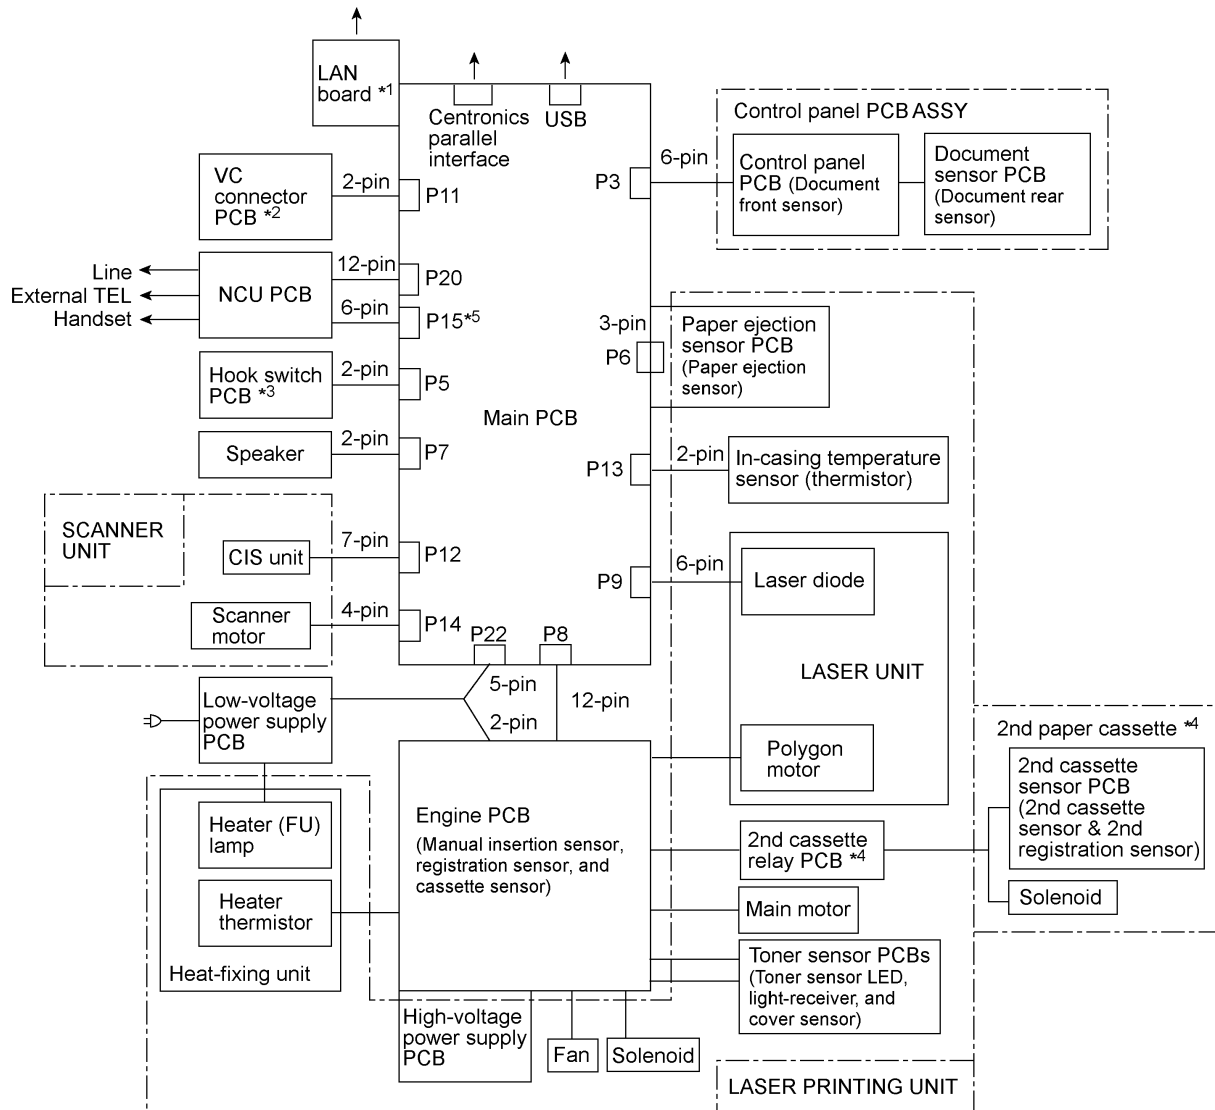 LAN
board *1
Centronics
parallel
interface
USB
Control panel PCB ASSY
Control panel
PCB (Document
front sensor)
Document
sensor PCB
(Document rear
sensor)
6-pin
P3
VC
connector
PCB *2
2-pin
P11
Line
External TEL
Handset
NCU PCB
12-pin
P20
6-pin
P15*5
Hook switch
PCB *3
2-pin
P5
Speaker
2-pin
P7
Main PCB
3-pin
P6
Paper ejection
sensor PCB
(Paper ejection
sensor)
P13
2-pin
In-casing temperature
sensor (thermistor)
SCANNER
UNIT
CIS unit
7-pin
P12
Scanner
motor
4-pin
P14
P9
6-pin
Laser diode
LASER UNIT
Polygon
motor
P22
P8
5-pin
2-pin
12-pin
Low-voltage
power supply
PCB
Heater (FU)
lamp
Heater
thermistor
Heat-fixing unit
Engine PCB
(Manual insertion sensor,
registration sensor, and
cassette sensor)
2nd paper cassette *4
2nd cassette
sensor PCB
(2nd cassette
sensor & 2nd
registration sensor)
Solenoid
2nd cassette
relay PCB *4
Main motor
Toner sensor PCBs
(Toner sensor LED,
light-receiver, and
cover sensor)
High-voltage
power supply
PCB
Fan
Solenoid
LASER PRINTING UNIT